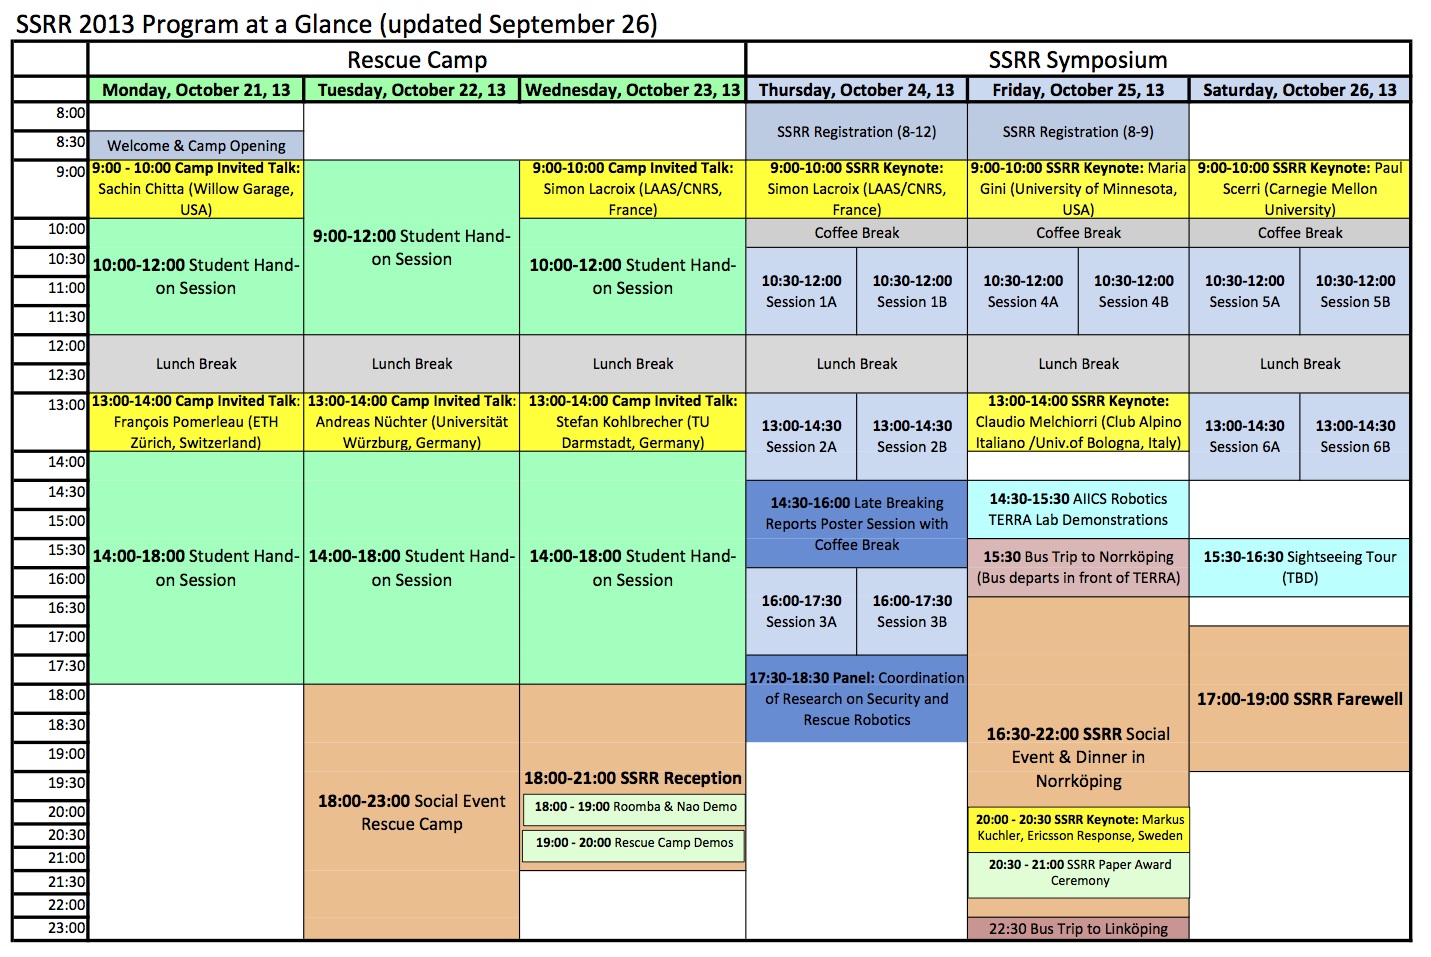 SSRR 2013 Program at a Glance (updated September 26)
Rescue Camp
SSRR Symposium
Monday, October 21, 13
Tuesday, October 22, 13
Wednesday, October 23, 13
Thursday, October 24, 13
Friday, October 25, 13
Saturday, October 26, 13
8:00
8:30
9:00
10:00
10:30
11:00
11:30
12:00
12:30
13:00
14:00
14:30
15:00
15:30
16:00
16:30
17:00
17:30
18:00
18:30
19:00
19:30
20:00
20:30
21:00
21:30
22:00
23:00
Welcome & Camp Opening
9:00 - 10:00 Camp Invited Talk:
Sachin Chitta (Willow Garage,
USA)
10:00-12:00 Student Hand-
on Session
Lunch Break
13:00-14:00 Camp Invited Talk:
François Pomerleau (ETH
Zürich, Switzerland)
14:00-18:00 Student Hand-
on Session
9:00-12:00 Student Hand-
on Session
Lunch Break
13:00-14:00 Camp Invited Talk:
Andreas Nüchter (Universität
Würzburg, Germany)
14:00-18:00 Student Hand-
on Session
18:00-23:00 Social Event
Rescue Camp
9:00-10:00 Camp Invited Talk:
Simon Lacroix (LAAS/CNRS,
France)
10:00-12:00 Student Hand-
on Session
Lunch Break
13:00-14:00 Camp Invited Talk:
Stefan Kohlbrecher (TU
Darmstadt, Germany)
14:00-18:00 Student Hand-
on Session
18:00-21:00 SSRR Reception
18:00 - 19:00 Roomba & Nao Demo
19:00 - 20:00 Rescue Camp Demos
SSRR Registration (8-12)
9:00-10:00 SSRR Keynote:
Simon Lacroix (LAAS/CNRS,
France)
Coffee Break
10:30-12:00
Session 1A
10:30-12:00
Session 1B
Lunch Break
13:00-14:30
Session 2A
13:00-14:30
Session 2B
14:30-16:00 Late Breaking
Reports Poster Session with
Coffee Break
16:00-17:30
Session 3A
16:00-17:30
Session 3B
17:30-18:30 Panel: Coordination
of Research on Security and
Rescue Robotics
SSRR Registration (8-9)
9:00-10:00 SSRR Keynote: Maria
Gini (University of Minnesota,
USA)
Coffee Break
10:30-12:00
Session 4A
10:30-12:00
Session 4B
Lunch Break
13:00-14:00 SSRR Keynote:
Claudio Melchiorri (Club Alpino
Italiano /Univ.of Bologna, Italy)
14:30-15:30 AIICS Robotics
TERRA Lab Demonstrations
15:30 Bus Trip to Norrköping
(Bus departs in front of TERRA)
16:30-22:00 SSRR Social
Event & Dinner in
Norrköping
20:00 - 20:30 SSRR Keynote: Markus
Kuchler, Ericsson Response, Sweden
20:30 - 21:00 SSRR Paper Award
Ceremony
22:30 Bus Trip to Linköping
9:00-10:00 SSRR Keynote: Paul
Scerri (Carnegie Mellon
University)
Coffee Break
10:30-12:00
Session 5A
10:30-12:00
Session 5B
Lunch Break
13:00-14:30
Session 6A
13:00-14:30
Session 6B
15:30-16:30 Sightseeing Tour
(TBD)
17:00-19:00 SSRR Farewell